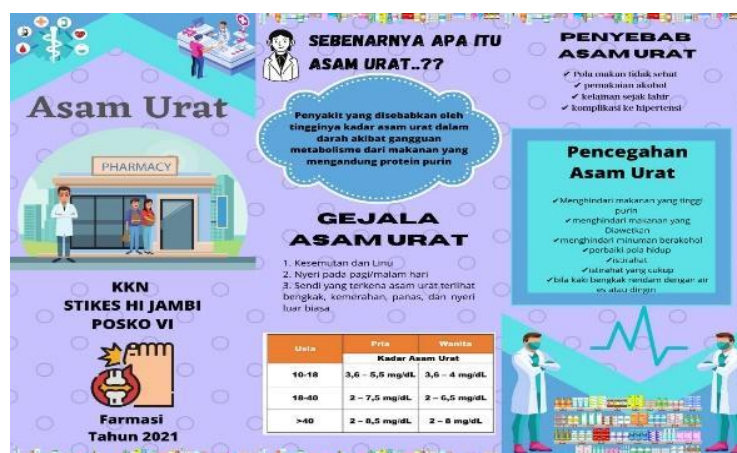 Asam Urat
PHARMACY
KKN
STIKES HI JAMBI
POSKO VI
Farmasi
Tahun 2021
SEBENARNYA APA ITU
ASAM URAT..??
Penyakit yang disebabkan oleh
tingginya kadar asam urat dalam
darah akibat gangguan
metabolisme dari makanan yang
mengandung protein purin
GEJALA
ASAM URAT
1. Kesemutan dan Linu
2. Nyeri pada pagi/malam hari
3. Sendi yang terkena asam urat terlihat
bengkak, kemerahan, panas, dan nyeri
luar biasa
Usia Pria Wanita
Kadar Asam Urat
10-18 3,6 – 5,5 mg/dL 3,6 – 4 mg/dL
18-40 2 – 7,5 mg/dL 2 – 6,5 mg/dL
>40 2 – 8,5 mg/dL 2 – 8 mg/dL
PENYEBAB
ASAM URAT
✔ Pola makan tidak sehat
✔ pemakaian akohol
✔ kelainan sejak lahir
✔ komplikasi ke hipertensi
Pencegahan
Asam Urat
✔Menghindari makanan yang tinggi
purin
✔menghindari makanan yang
Diawetkan
✔menghindari minuman berakohol
✔perbaiki pola hidup
✔istirahat
✔istirahat yang cukup
✔bila kaki bengkak rendam dengan air
es atau dingin